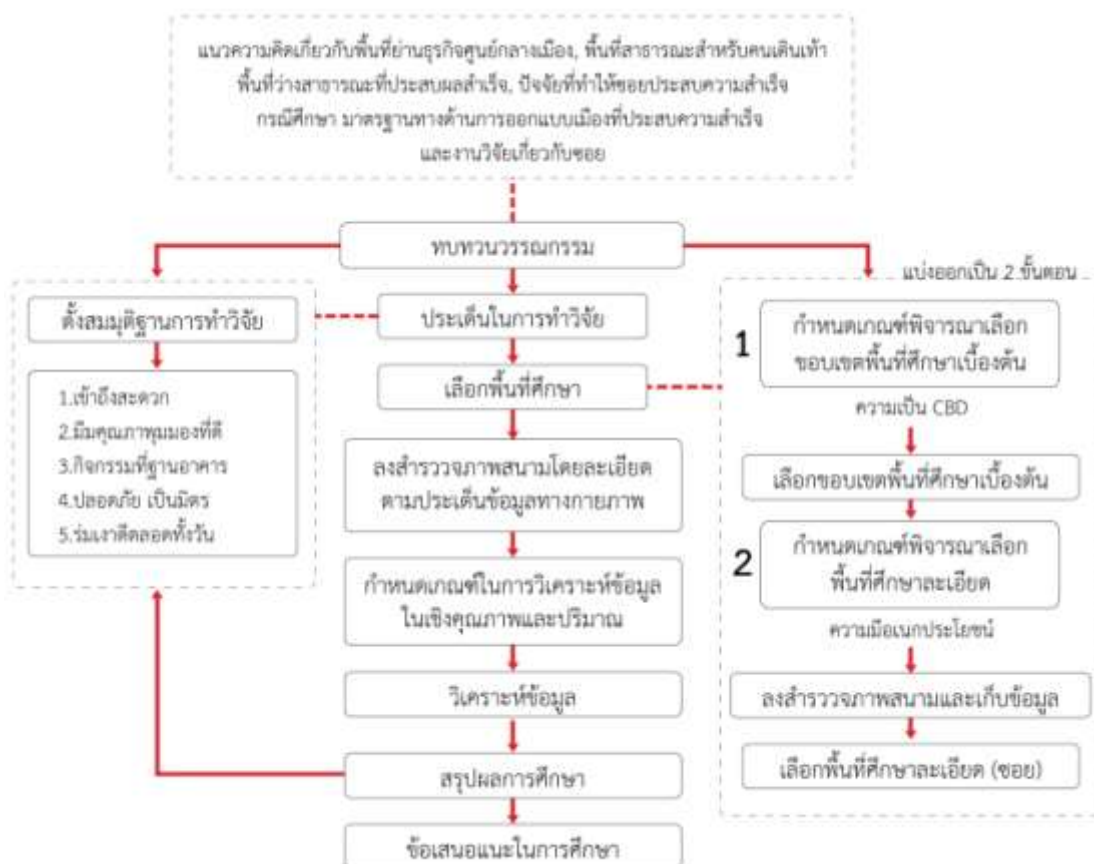 แนวความคิดเกี่ยวกับพื้นที่ย่านธุรกิจศูนย์กลางเมือง, พื้นที่สาธารณะสำหรับคนเดินเท้า
พื้นที่ว่างสาธารณะที่ประสบผลสำเร็จ, ปัจจัยที่ทำให้ซอยประสบความสำเร็จ
กรณีศึกษา มาตรฐานทางด้านการออกแบบเมืองที่ประสบความสำเร็จ
และงานวิจัยเกี่ยวกับซอย
ทบทวนวรรณกรรม
ตั้งสมมุติฐานการทำวิจัย
1.เข้าถึงสะดวก
2.มีมคุณภาพุมมองที่ดี
3.กิจกรรมที่ฐานอาคาร
4.ปลอดภัย เป็นมิตร
5.ร่มเงาดีตลอดทั้งวัน
ประเด็นในการทำวิจัย
เลือกพื้นที่ศึกษา
ลงสำรววจภาพสนามโดยละเอียด
ตามประเด็นข้อมูลทางกายภาพ
กำหนดเกณฑ์ในการวิเคราะห์ข้อมูล
ในเชิงคุณภาพและปริมาณ
วิเคราะห์ข้อมูล
สรุปผลการศึกษา
ข้อเสนอแนะในการศึกษา
แบ่งออกเป็น 2 ขั้นตอน
1
กำหนดเกณฑ์พิจารณาเลือก
ขอบเขตพื้นที่ศึกษาเบื้องต้น
ความเป็น CBD
เลือกขอบเขตพื้นที่ศึกษาเบื้องต้น
2
กำหนดเกณฑ์พิจารณาเลือก
พื้นที่ศึกษาละเอียด
ความมีอเนกประโยชน์
ลงสำรววจภาพสนามและเก็บข้อมูล
เลือกพื้นที่ศึกษาละเอียด (ซอย)